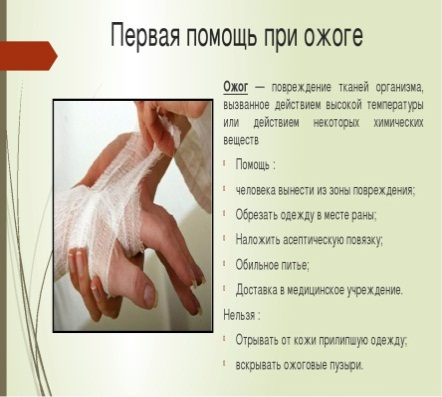 Первая помощь при ожоге
Ожог — повреждение тканей организма,
вызванное действием высокой температуры
или действием некоторых химических
веществ
Помощь :
человека вынести из зоны повреждения;
Обрезать одежду в месте раны;
Наложить асептическую повязку;
Обильное питье;
Доставка в медицинское учреждение.
Нельзя :
Отрывать от кожи прилипшую одежду;
вскрывать ожоговые пузыри.